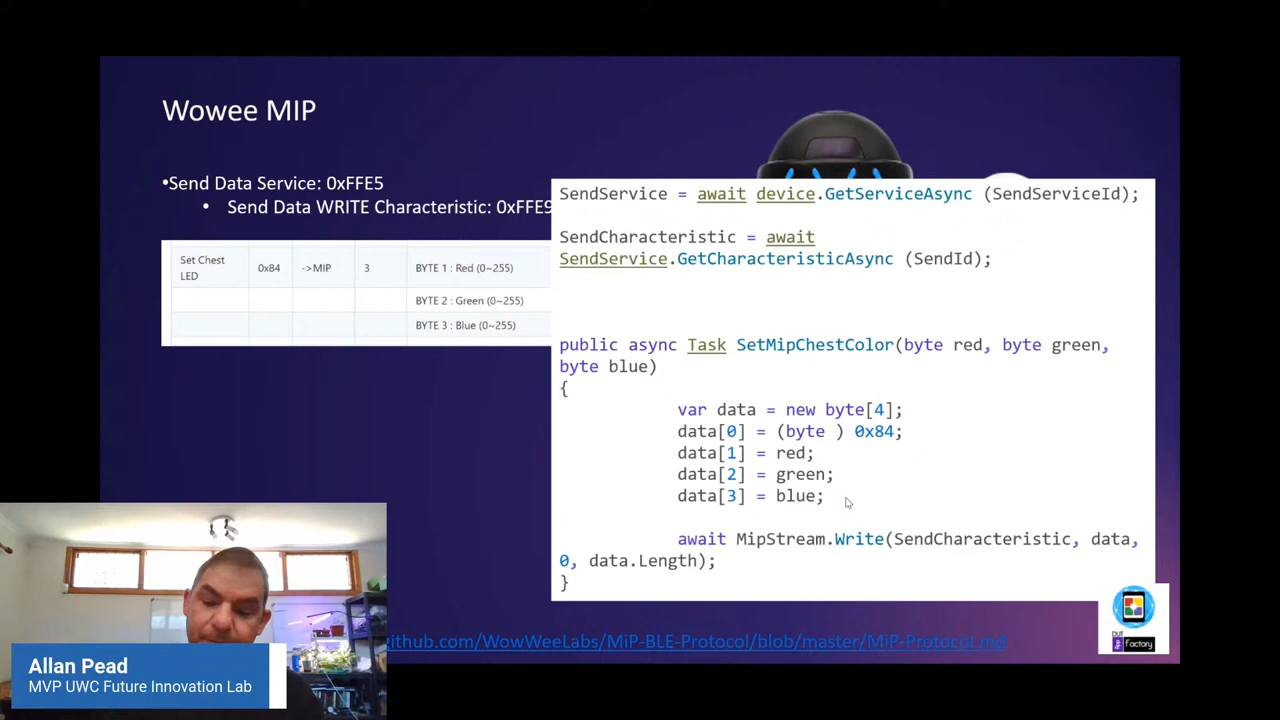 Wowee MIP
•Send Data Service: 0xFFE5
• Send Data WRITE Characteristic: 0xFFE9
Set Chest
LED
0x84
->MIP
3
BYTE 1 : Red (0~255)
BYTE 2 : Green (0~255)
BYTE 3 : Blue (0~255)
SendService = await device.GetServiceAsync (SendServiceId);
SendCharacteristic = await
SendService.GetCharacteristicAsync (SendId);
public async Task SetMipChestColor(byte red, byte green,
byte blue)
{
var data = new byte[4];
data[0] = (byte ) 0x84;
data[1] = red;
data[2] = green;
data[3] = blue;
await MipStream.Write(SendCharacteristic, data,
0, data.Length);
}
github.com/WowWeeLabs/MiP-BLE-Protocol/blob/master/MiP-Protocol.md
DUT
Factory
Allan Pead
MVP UWC Future Innovation Lab